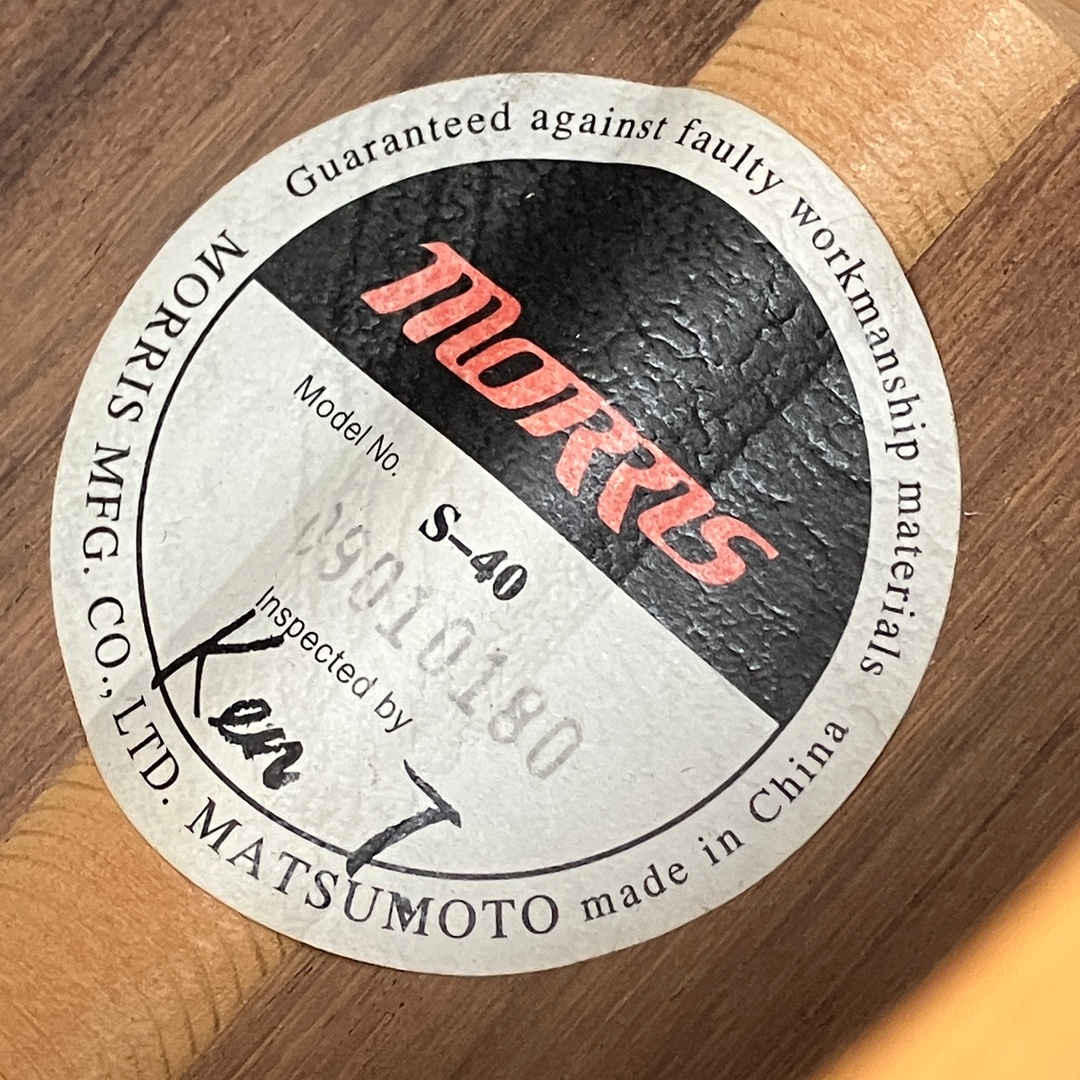 Guaranteed against faulty workmanship materials
MORRIS
Model No.
S-40
09010180
Inspected by
Ken T
MORRIS MFG. CO., LTD. MATSUMOTO made in China